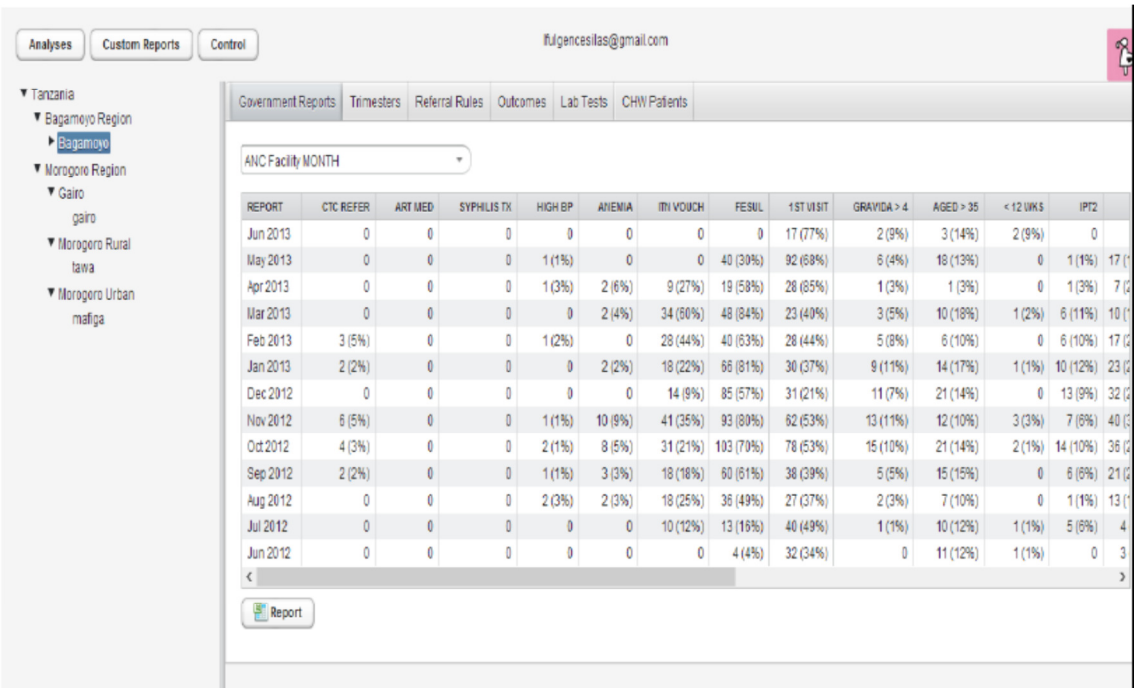 Analyses Custom Reports Control lfulgencesilas@gmail.com
Tanzania
Bagamoyo Region
Bagamoyo
Morogoro Region
Gairo
gairo
Morogoro Rural
tawa
Morogoro Urban
mafiga
Government Reports Trimesters Referral Rules Outcomes Lab Tests CHW Patients
ANC Facility MONTH
REPORT CTC REFER ART MED SYPHILIS TX HIGH BP ANEMIA ITN VOUCH FESUL 1ST VISIT GRAVIDA > 4 AGED > 35 < 12 WKS IPT2
Jun 2013 0 0 0 0 0 0 0 17 (77%) 2 (9%) 3 (14%) 2 (9%) 0
May 2013 0 0 0 1 (1%) 0 0 40 (30%) 92 (68%) 6 (4%) 18 (13%) 0 1 (1%) 17 (1
Apr 2013 0 0 0 1 (3%) 2 (6%) 9 (27%) 19 (58%) 28 (85%) 1 (3%) 1 (3%) 0 1 (3%) 7 (2
Mar 2013 0 0 0 0 2 (4%) 34 (60%) 48 (84%) 23 (40%) 3 (5%) 10 (18%) 1 (2%) 6 (11%) 10 (1
Feb 2013 3 (5%) 0 0 1 (2%) 0 28 (44%) 40 (63%) 28 (44%) 5 (8%) 6 (10%) 0 6 (10%) 17 (2
Jan 2013 2 (2%) 0 0 0 2 (2%) 18 (22%) 66 (81%) 30 (37%) 9 (11%) 14 (17%) 1 (1%) 10 (12%) 23 (2
Dec 2012 0 0 0 0 0 14 (9%) 85 (57%) 31 (21%) 11 (7%) 21 (14%) 0 13 (9%) 32 (2
Nov 2012 6 (5%) 0 0 1 (1%) 10 (9%) 41 (35%) 93 (80%) 62 (53%) 13 (11%) 12 (10%) 3 (3%) 7 (6%) 40 (3
Oct 2012 4 (3%) 0 0 2 (1%) 8 (5%) 31 (21%) 103 (70%) 78 (53%) 15 (10%) 21 (14%) 2 (1%) 14 (10%) 36 (2
Sep 2012 2 (2%) 0 0 1 (1%) 3 (3%) 18 (18%) 60 (61%) 38 (39%) 5 (5%) 15 (15%) 0 6 (6%) 21 (2
Aug 2012 0 0 0 2 (3%) 2 (3%) 18 (25%) 36 (49%) 27 (37%) 2 (3%) 7 (10%) 0 1 (1%) 13 (1
Jul 2012 0 0 0 0 0 10 (12%) 13 (16%) 40 (49%) 1 (1%) 10 (12%) 1 (1%) 5 (6%) 4
Jun 2012 0 0 0 0 0 0 4 (4%) 32 (34%) 0 11 (12%) 1 (1%) 0 3
Report